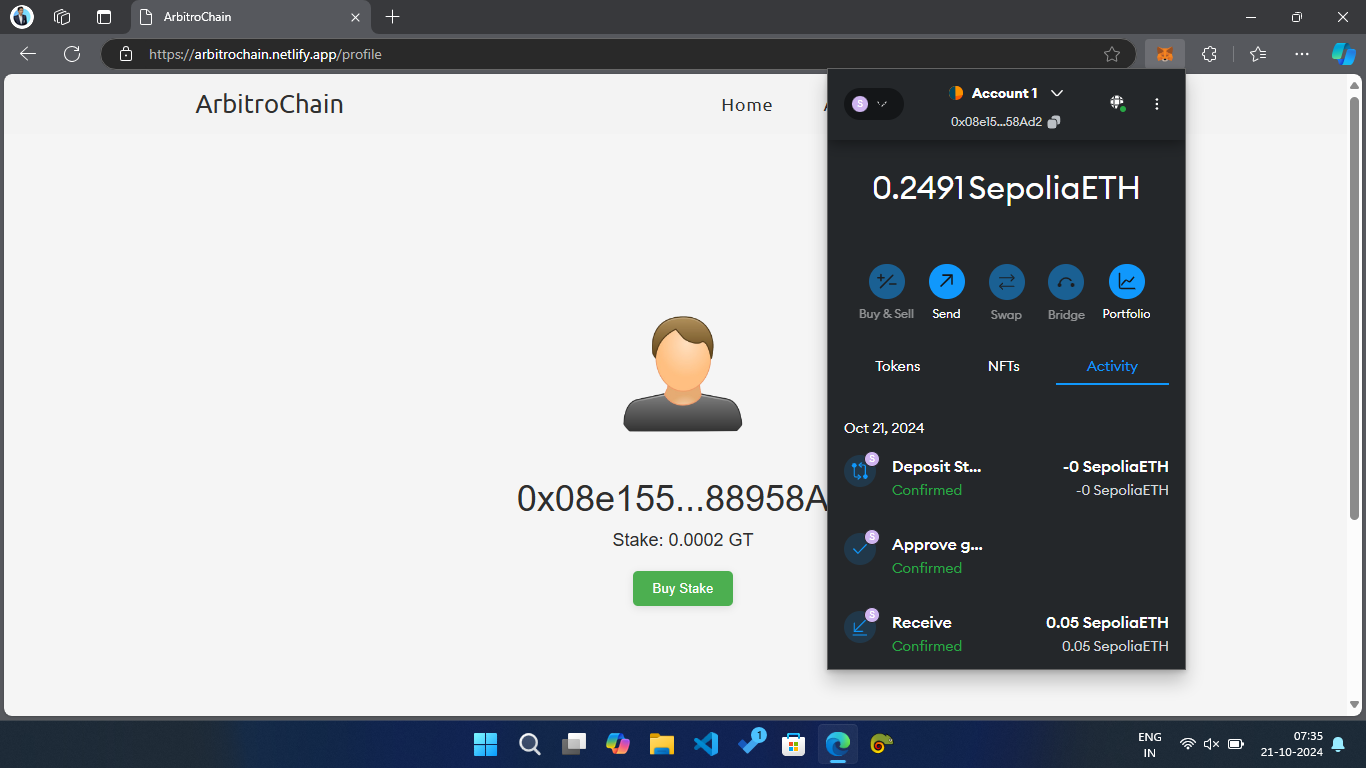 ArbitroChain
https://arbitrochain.netlify.app/profile
ArbitroChain
Home
0x08e155...88958A
Stake: 0.0002 GT
Buy Stake
S
Account 1
0x08e15...58Ad2
0.2491 SepoliaETH
Buy & Sell Send Swap Bridge Portfolio
Tokens NFTs Activity
Oct 21, 2024
S
Deposit St... -0 SepoliaETH
Confirmed -0 SepoliaETH
S
Approve g...
Confirmed
S
Receive 0.05 SepoliaETH
Confirmed 0.05 SepoliaETH
1
ENG
IN
07:35
21-10-2024